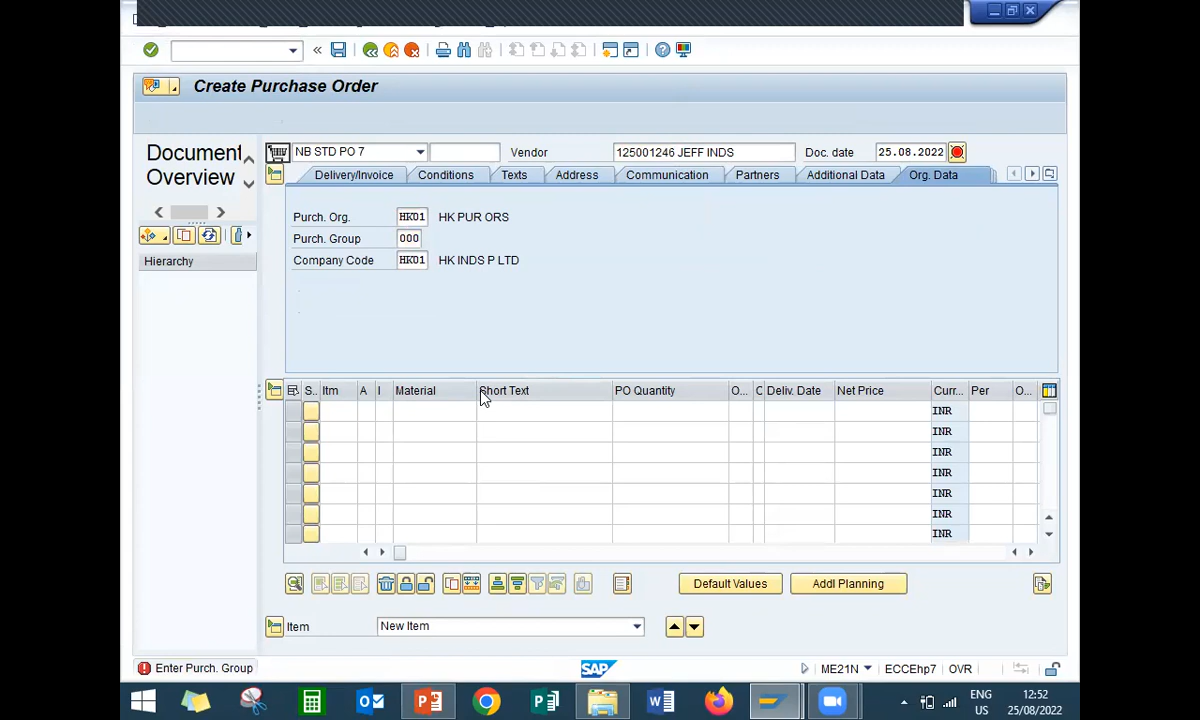 Create Purchase Order
Document
Overview
NB STD PO 7
Vendor
125001246 JEFF INDS
Doc. date
25.08.2022
Delivery/Invoice
Conditions
Texts
Address
Communication
Partners
Additional Data
Org. Data
Purch. Org.
HK01
HK PUR ORS
Purch. Group
000
Company Code
HK01
HK INDS P LTD
Hierarchy
S..
Itm
A
I
Material
Short Text
PO Quantity
O...
C
Deliv. Date
Net Price
Curr...
Per
O...
INR
INR
INR
INR
INR
INR
INR
Default Values
Addl Planning
Item
New Item
Enter Purch. Group
SAP
ME21N
ECCEhp7
OVR
ENG
US
12:52
25/08/2022